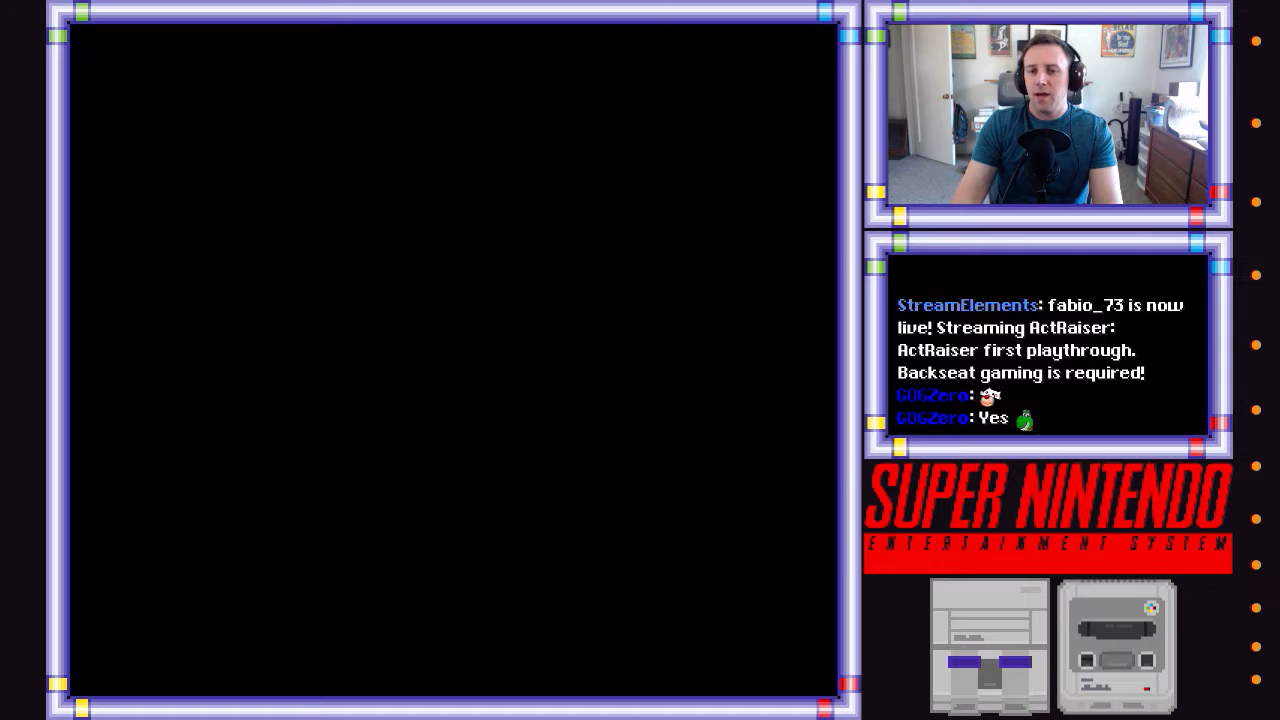 StreamElements: fabio_73 is now
live! Streaming ActRaiser:
ActRaiser first playthrough.
Backseat gaming is required!
GOGZero:
GOGZero: Yes
SUPER NINTENDO
ENTERTAINMENT SYSTEM